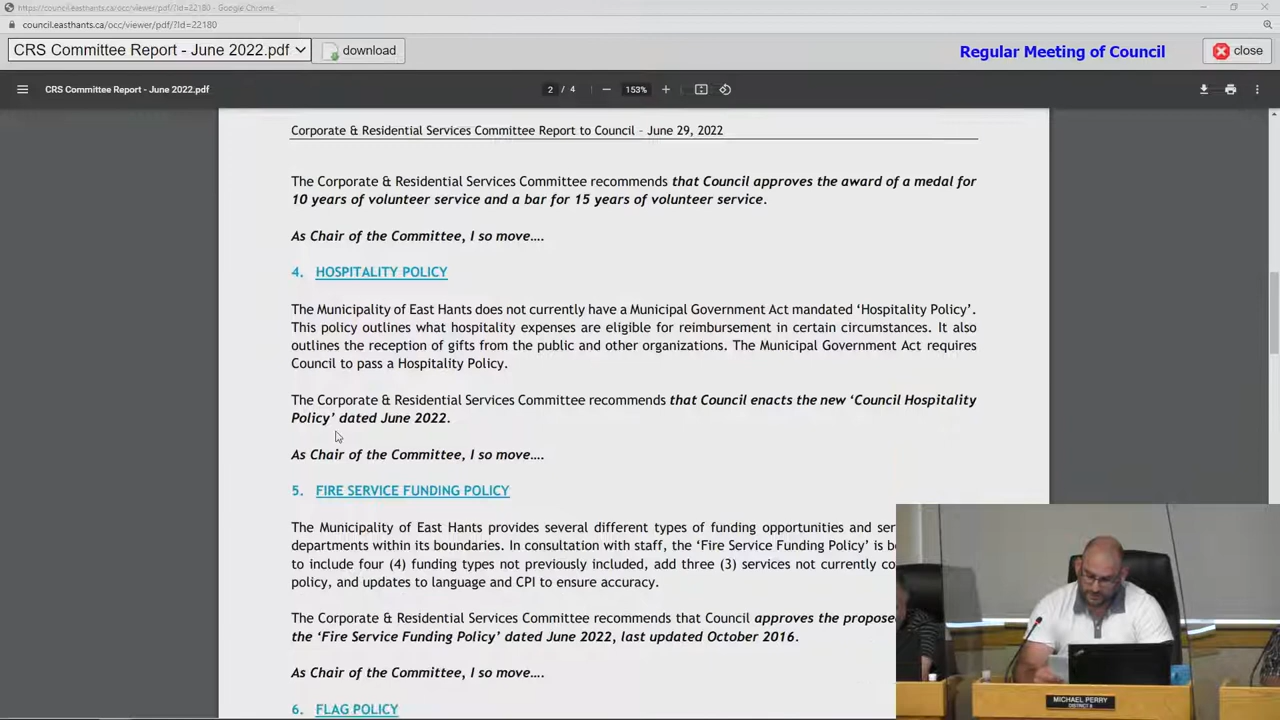 https://council.easthants.ca/occ/viewer/pdf/?Id=22180 - Google Chrome
council.easthants.ca/occ/viewer/pdf/?Id=22180
CRS Committee Report - June 2022.pdf
download
Regular Meeting of Council
close
CRS Committee Report - June 2022.pdf
2 / 4
153%
Corporate & Residential Services Committee Report to Council – June 29, 2022
The Corporate & Residential Services Committee recommends that Council approves the award of a medal for
10 years of volunteer service and a bar for 15 years of volunteer service.
As Chair of the Committee, I so move....
4. HOSPITALITY POLICY
The Municipality of East Hants does not currently have a Municipal Government Act mandated ‘Hospitality Policy’.
This policy outlines what hospitality expenses are eligible for reimbursement in certain circumstances. It also
outlines the reception of gifts from the public and other organizations. The Municipal Government Act requires
Council to pass a Hospitality Policy.
The Corporate & Residential Services Committee recommends that Council enacts the new ‘Council Hospitality
Policy’ dated June 2022.
As Chair of the Committee, I so move....
5. FIRE SERVICE FUNDING POLICY
The Municipality of East Hants provides several different types of funding opportunities and ser
departments within its boundaries. In consultation with staff, the ‘Fire Service Funding Policy’ is b
to include four (4) funding types not previously included, add three (3) services not currently co
policy, and updates to language and CPI to ensure accuracy.
The Corporate & Residential Services Committee recommends that Council approves the propose
the ‘Fire Service Funding Policy’ dated June 2022, last updated October 2016.
As Chair of the Committee, I so move....
6. FLAG POLICY
MICHAEL PERRY